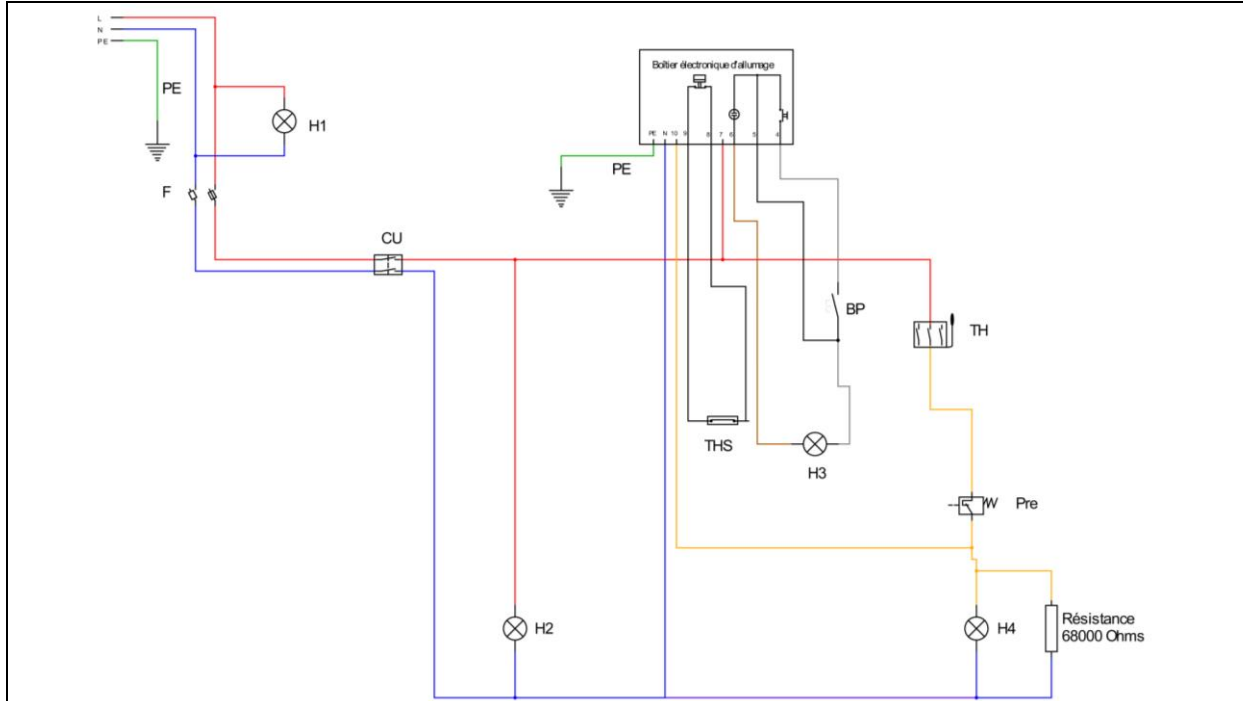 L
N
PE
PE
H1
F
CU
Boîtier électronique d'allumage
PE N 10 9 8 7 6 5 4
PE
BP
TH
THS
H3
Pre
H2
H4
Résistance
68000 Ohms